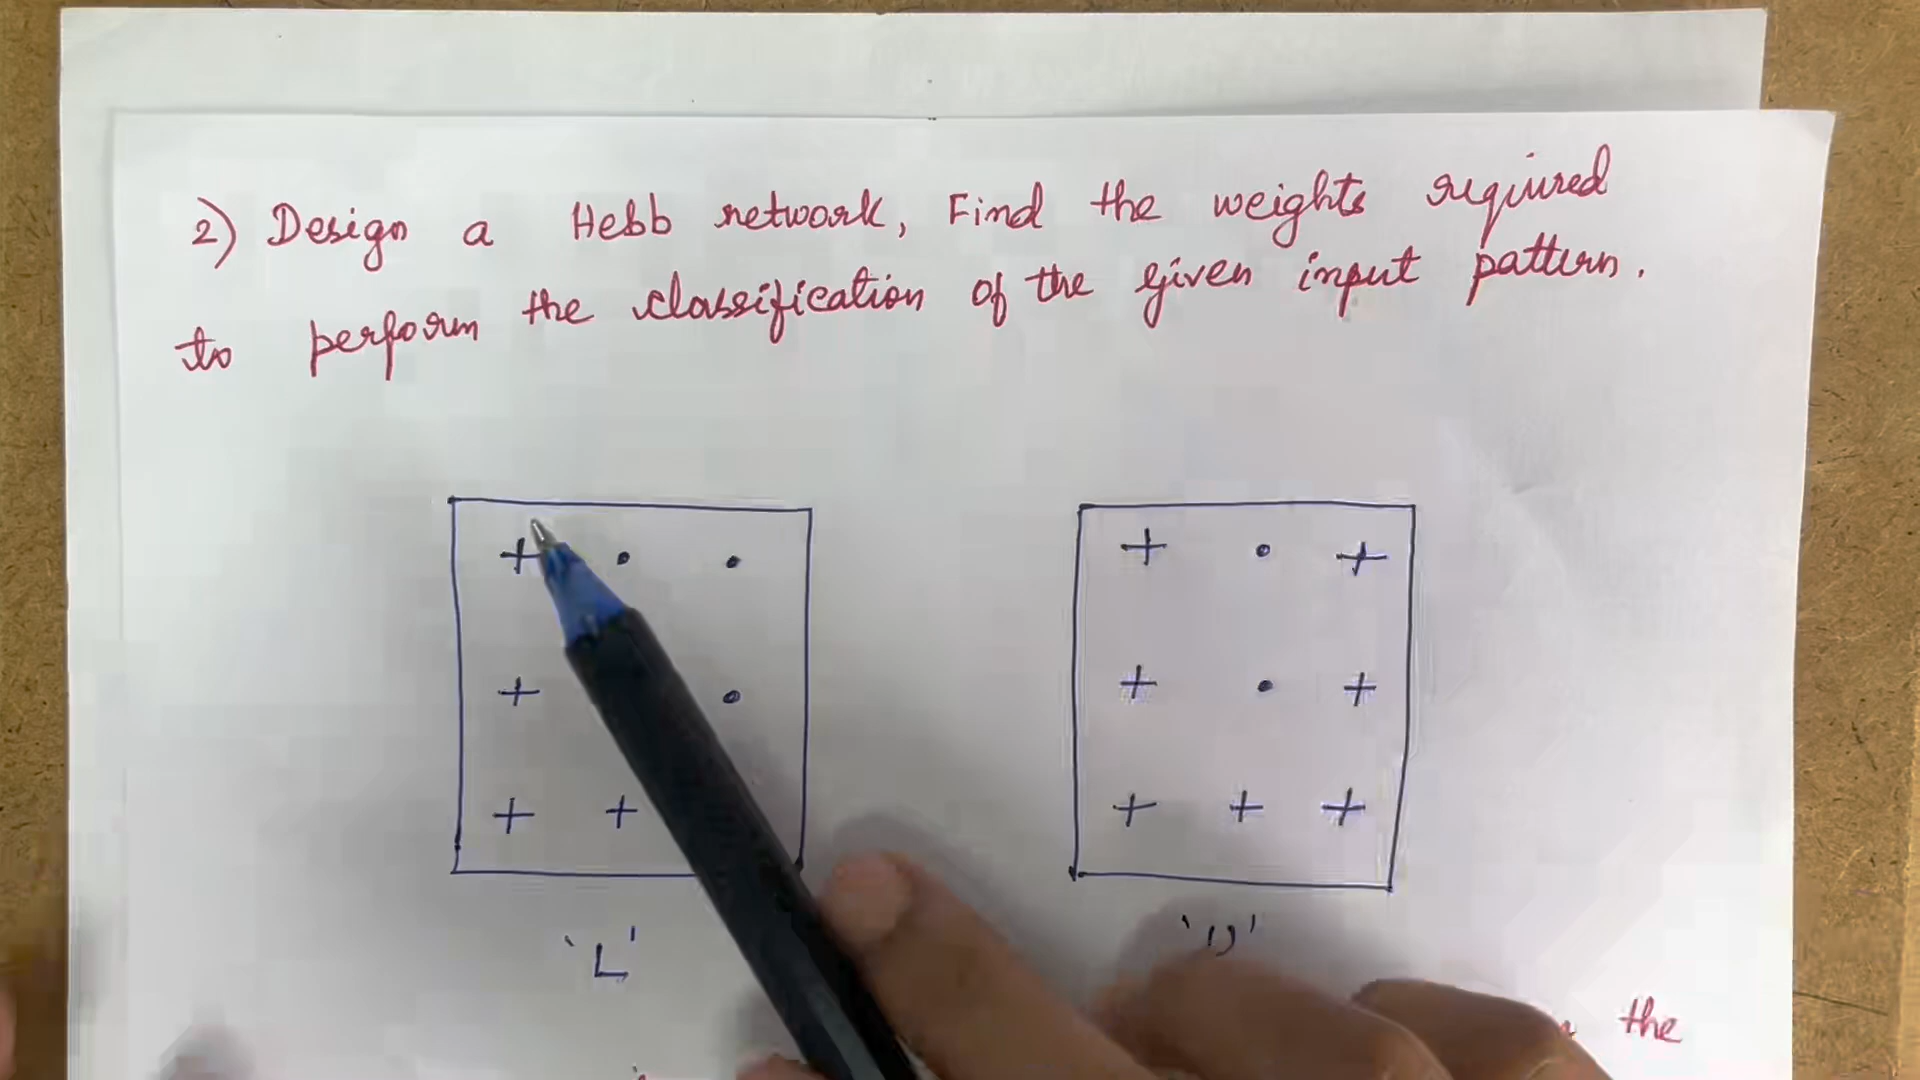 2) Design a Hebb network, Find the weights required
to perform the classification of the given input pattern.
+ • • + • +
+ • + • +
+ + + + +
'L' 'U'
the